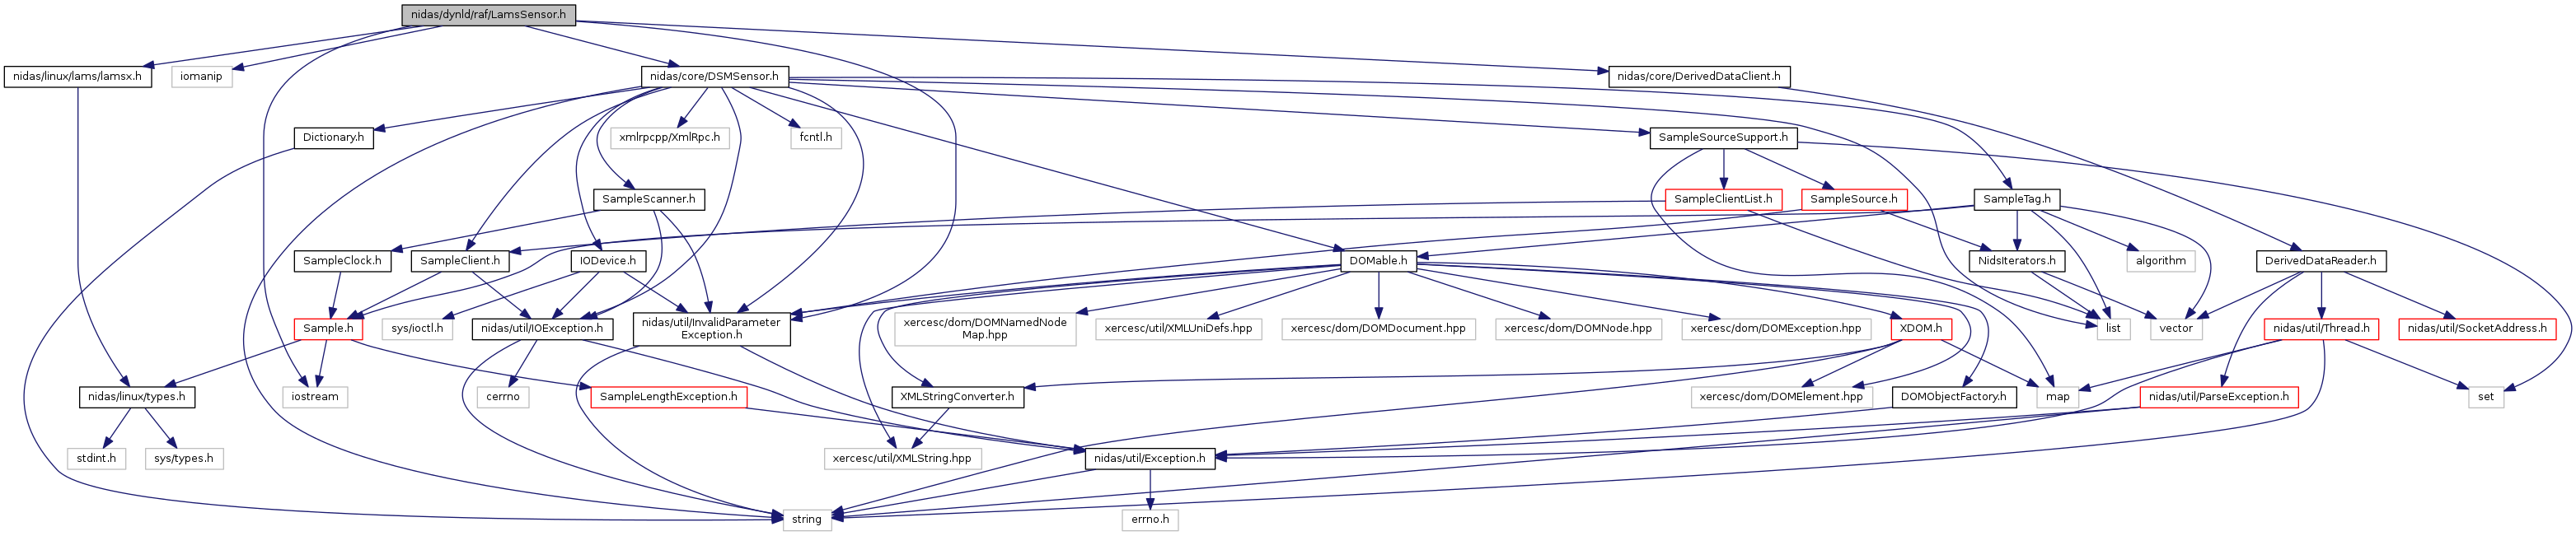 nidas/dynld/raf/LamsSensor.h
nidas/linux/lams/lamsx.h
iomanip
nidas/core/DSMSensor.h
nidas/core/DerivedDataClient.h
Dictionary.h
xmlrpcpp/XmlRpc.h
fcntl.h
SampleSourceSupport.h
SampleScanner.h
SampleClientList.h
SampleSource.h
SampleTag.h
SampleClock.h
SampleClient.h
IODevice.h
DOMable.h
NidsIterators.h
algorithm
DerivedDataReader.h
Sample.h
sys/ioctl.h
nidas/util/IOException.h
nidas/util/InvalidParameter
Exception.h
xercesc/dom/DOMNamedNode
Map.hpp
xercesc/util/XMLUniDefs.hpp
xercesc/dom/DOMDocument.hpp
xercesc/dom/DOMNode.hpp
xercesc/dom/DOMException.hpp
XDOM.h
list
vector
nidas/util/Thread.h
nidas/util/SocketAddress.h
nidas/linux/types.h
iostream
cerrno
SampleLengthException.h
XMLStringConverter.h
xercesc/dom/DOMElement.hpp
DOMObjectFactory.h
map
nidas/util/ParseException.h
set
stdint.h
sys/types.h
xercesc/util/XMLString.hpp
nidas/util/Exception.h
string
errno.h